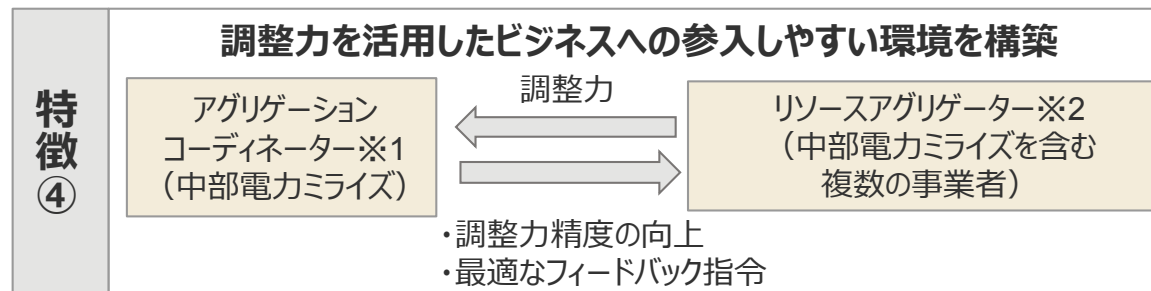 特徴④
調整力を活用したビジネスへの参入しやすい環境を構築
アグリゲーション
コーディネーター※1
（中部電力ミライズ）
調整力
リソースアグリゲーター※2
（中部電力ミライズを含む
複数の事業者）
・調整力精度の向上
・最適なフィードバック指令